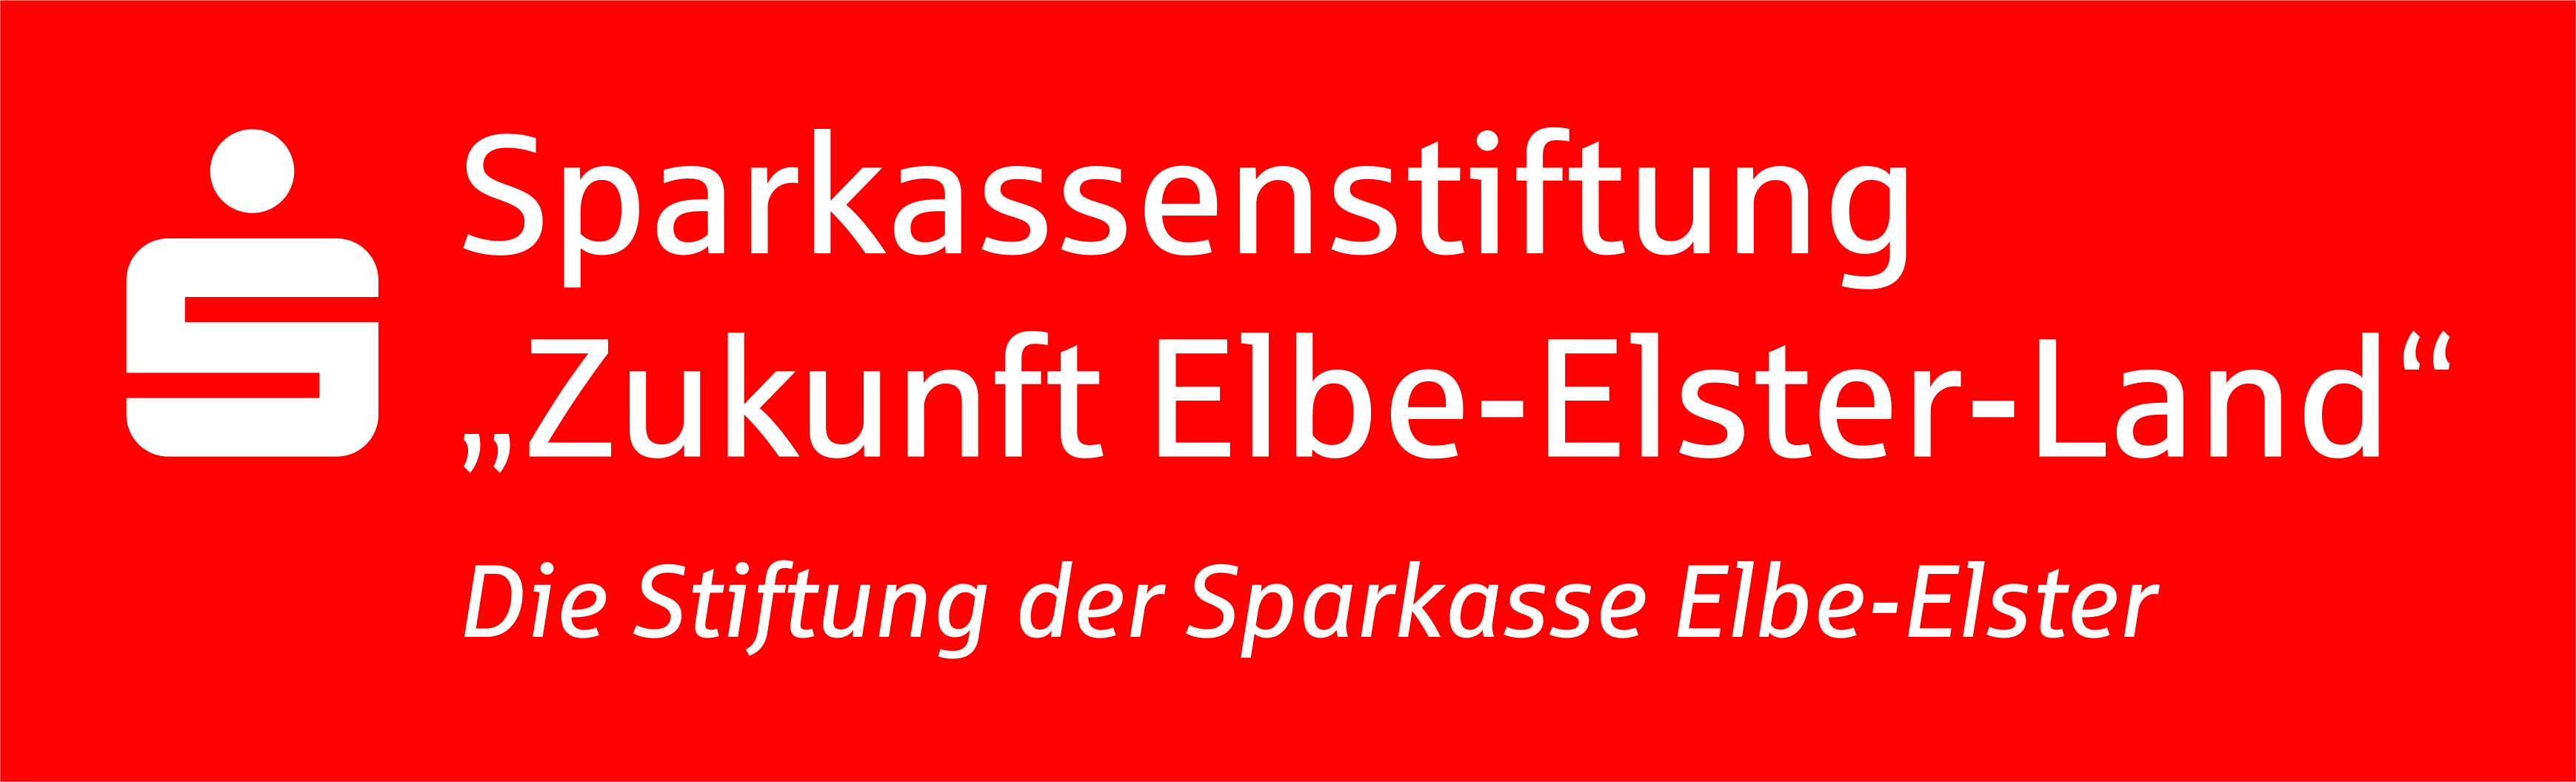 Sparkassenstiftung
„Zukunft Elbe-Elster-Land“
Die Stiftung der Sparkasse Elbe-Elster